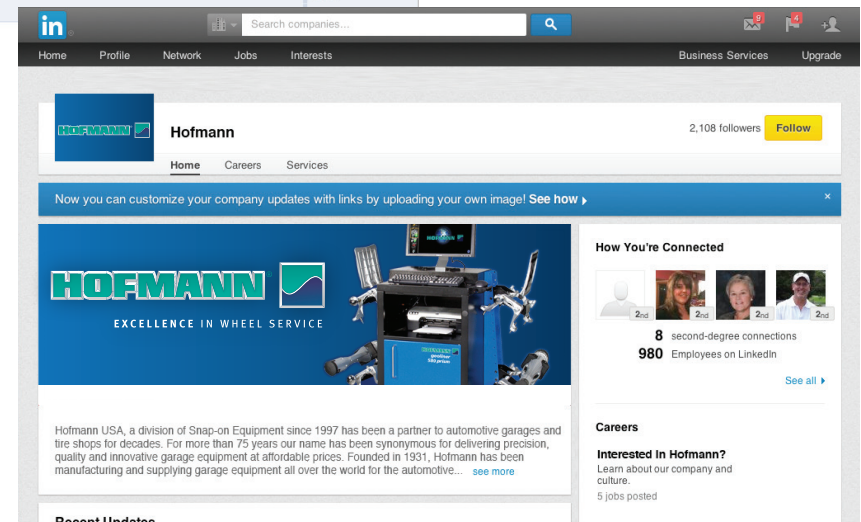 in
Search companies...
9
4
Home Profile Network Jobs Interests Business Services Upgrade
HOFMANN
Hofmann
2,108 followers Follow
Home Careers Services
Now you can customize your company updates with links by uploading your own image! See how
×
HOFMANN
EXCELLENCE IN WHEEL SERVICE
HOFMANN
HOFMANN
geoliner
Hofmann USA, a division of Snap-on Equipment since 1997 has been a partner to automotive garages and
tire shops for decades. For more than 75 years our name has been synonymous for delivering precision,
quality and innovative garage equipment at affordable prices. Founded in 1931, Hofmann has been
manufacturing and supplying garage equipment all over the world for the automotive... see more
Recent Updates
How You're Connected
2nd 2nd 2nd 2nd
8 second-degree connections
980 Employees on LinkedIn
See all
Careers
Interested In Hofmann?
Learn about our company and
culture.
5 jobs posted